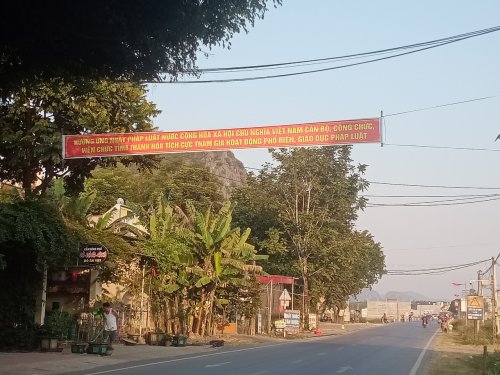 HƯỞNG ỨNG NGÀY PHÁP LUẬT NƯỚC CỘNG HÒA XÃ HỘI CHỦ NGHĨA VIỆT NAM CÁN BỘ, CÔNG CHỨC,
VIÊN CHỨC TỈNH THANH HÓA TÍCH CỰC THAM GIA HOẠT ĐỘNG PHỔ BIẾN, GIÁO DỤC PHÁP LUẬT